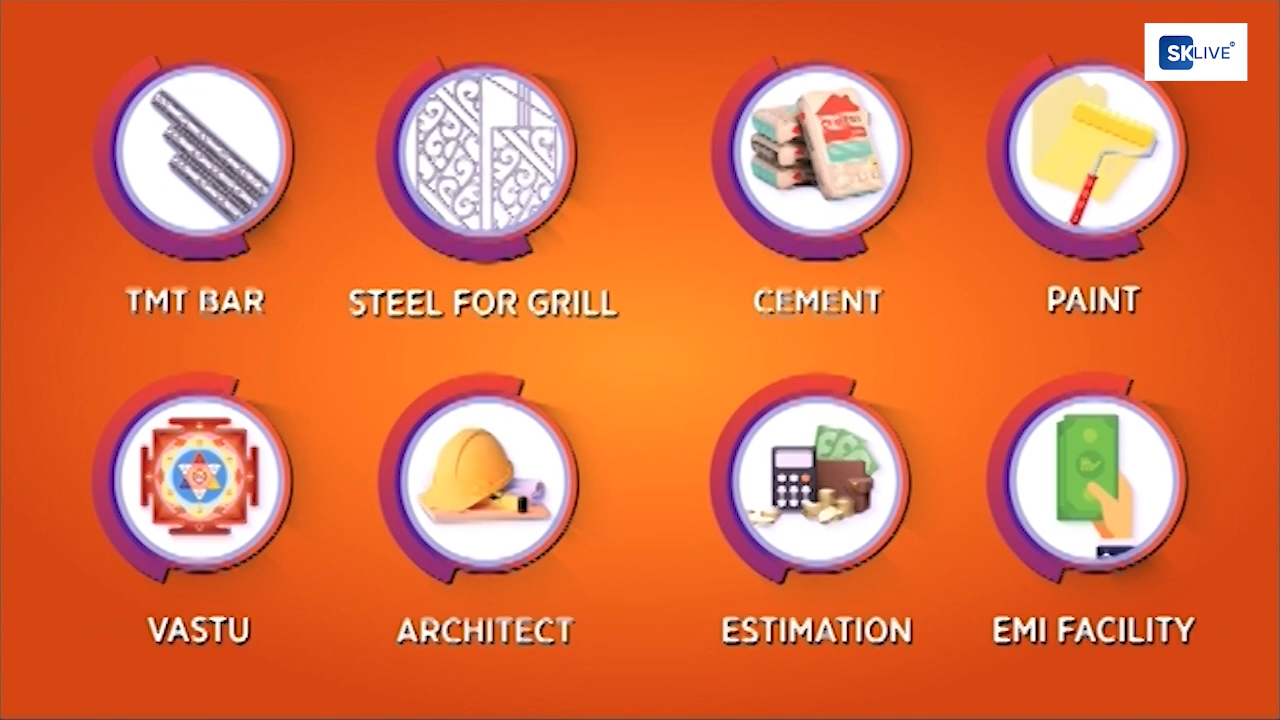 SKLIVE
TMT BAR
STEEL FOR GRILL
CEMENT
PAINT
VASTU
ARCHITECT
ESTIMATION
EMI FACILITY